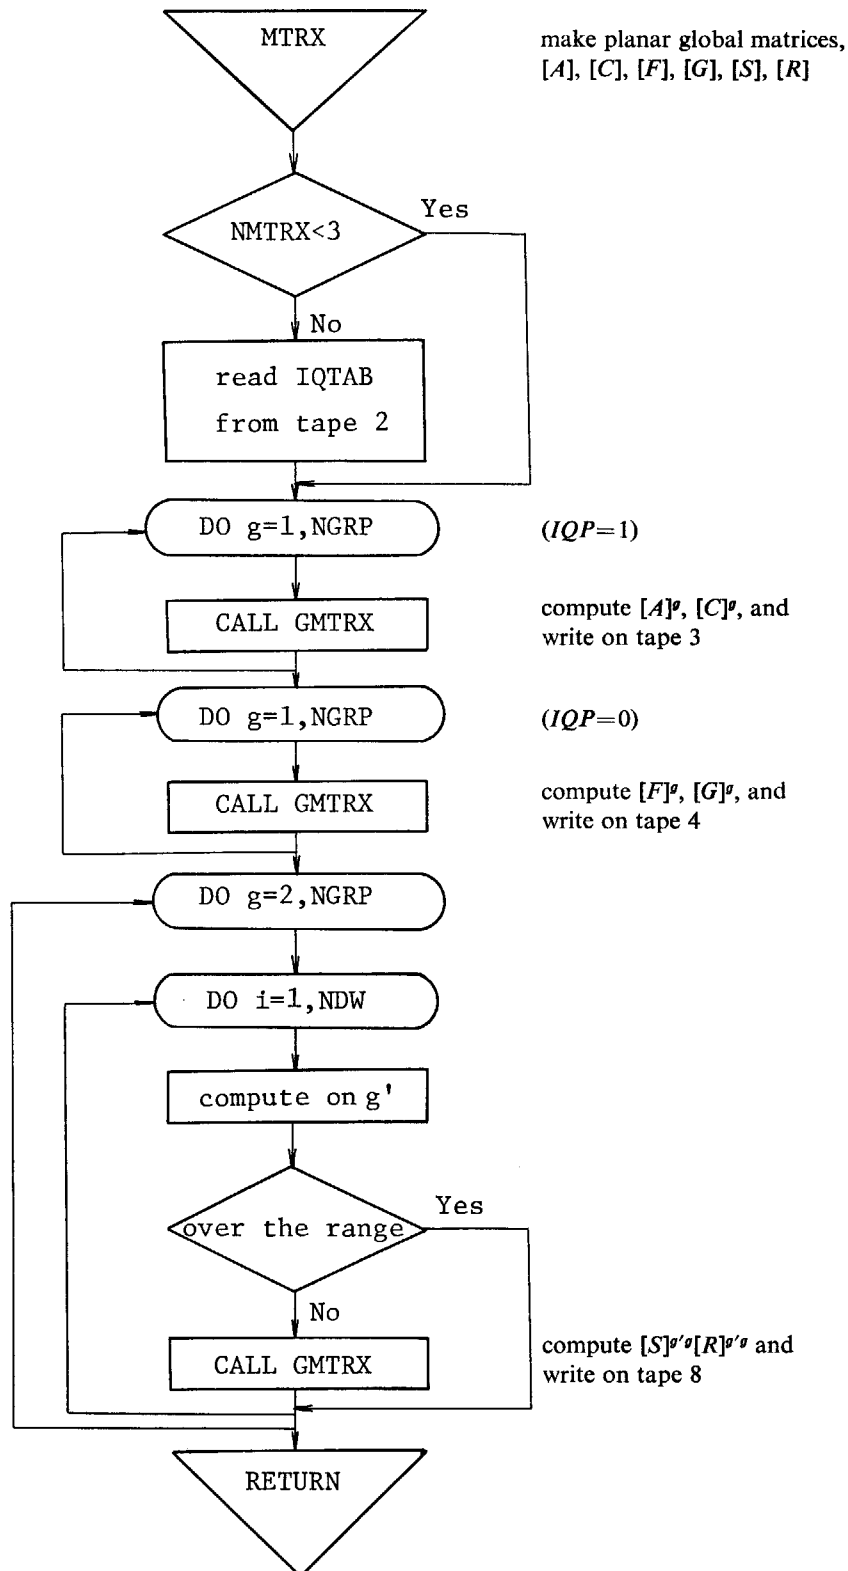 MTRX
make planar global matrices,
[A], [C], [F], [G], [S], [R]
Yes
NMTRX<3
No
read IQTAB
from tape 2
DO g=1,NGRP
(IQP=1)
CALL GMTRX
compute [A]ᵍ, [C]ᵍ, and
write on tape 3
DO g=1,NGRP
(IQP=0)
CALL GMTRX
compute [F]ᵍ, [G]ᵍ, and
write on tape 4
DO g=2,NGRP
DO i=1,NDW
compute on g'
Yes
over the range
No
CALL GMTRX
compute [S]ᵍ'ᵍ[R]ᵍ'ᵍ and
write on tape 8
RETURN